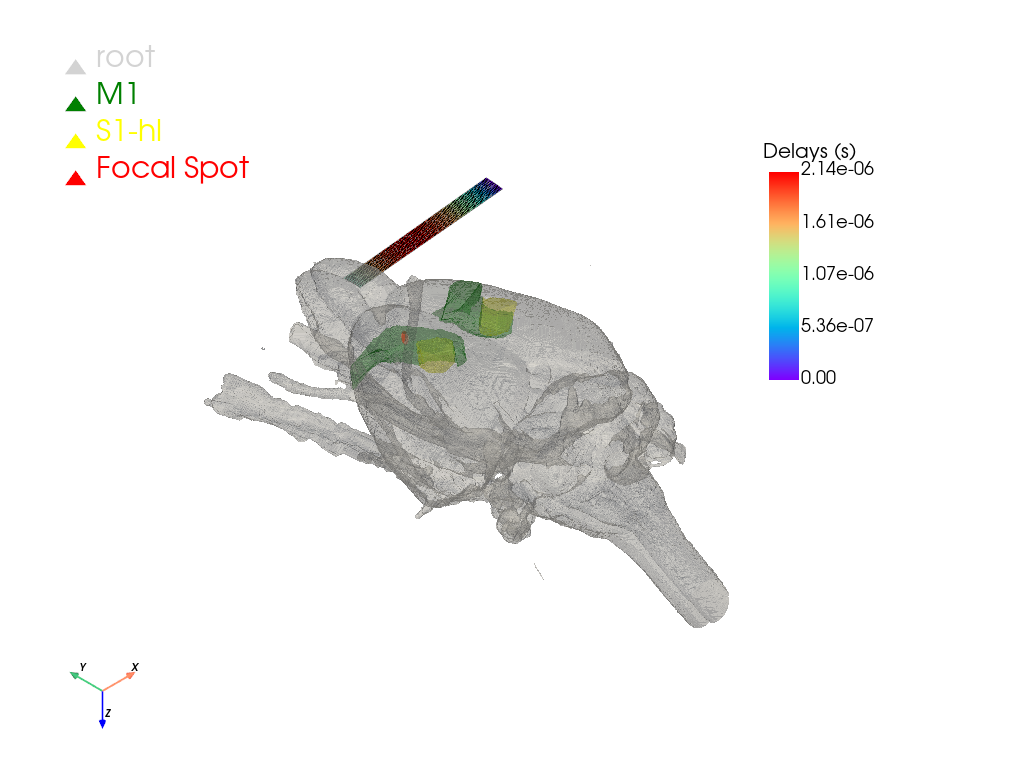 root
M1
S1-hl
Focal Spot
Delays (s)
2.14e-06
1.61e-06
1.07e-06
5.36e-07
0.00
Y
X
Z